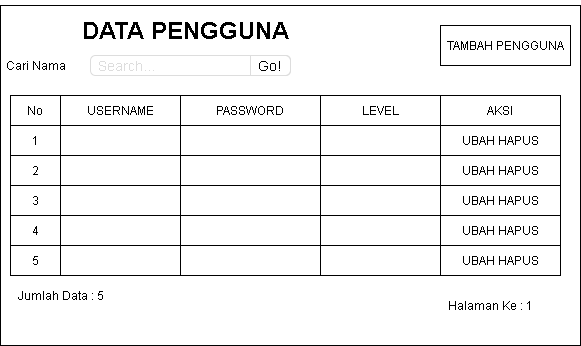 DATA PENGGUNA
TAMBAH PENGGUNA
Cari Nama Search... Go!
No USERNAME PASSWORD LEVEL AKSI
1 UBAH HAPUS
2 UBAH HAPUS
3 UBAH HAPUS
4 UBAH HAPUS
5 UBAH HAPUS
Jumlah Data : 5
Halaman Ke : 1